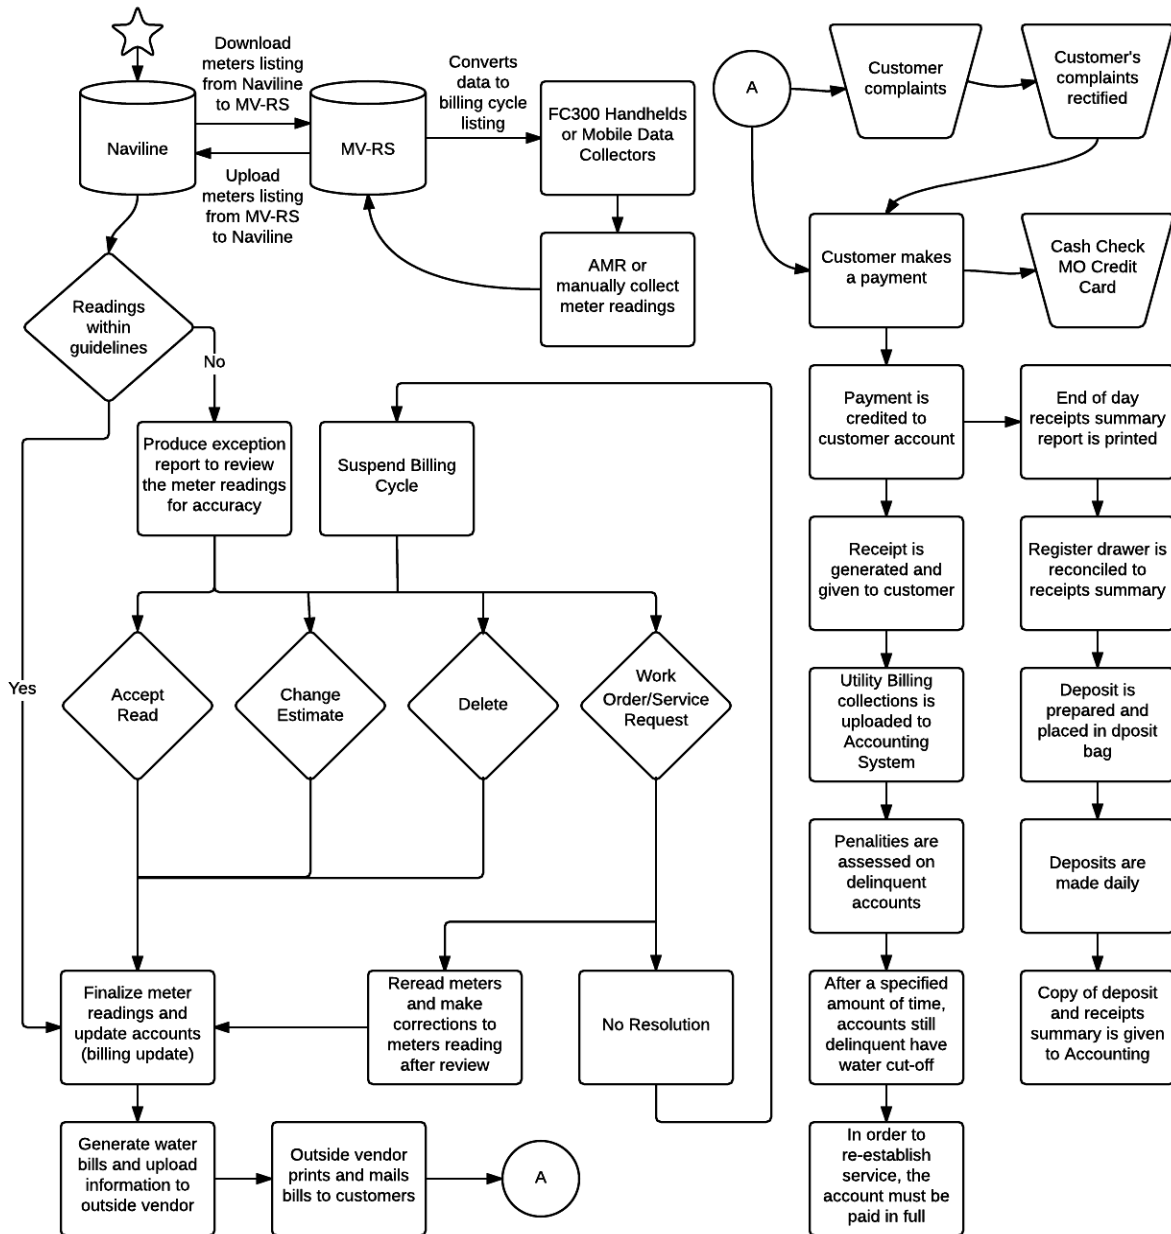 Download
meters listing
from Naviline
to MV-RS
Naviline
Upload
meters listing
from MV-RS
to Naviline
MV-RS
Converts
data to
billing cycle
listing
FC300 Handhelds
or Mobile Data
Collectors
AMR or
manually collect
meter readings
Readings
within
guidelines
No
Yes
Produce exception
report to review
the meter readings
for accuracy
Suspend Billing
Cycle
Accept
Read
Change
Estimate
Delete
Work
Order/Service
Request
Finalize meter
readings and
update accounts
(billing update)
Reread meters
and make
corrections to
meters reading
after review
No Resolution
Generate water
bills and upload
information to
outside vendor
Outside vendor
prints and mails
bills to customers
A
A
Customer
complaints
Customer's
complaints
rectified
Customer makes
a payment
Cash Check
MO Credit
Card
Payment is
credited to
customer account
End of day
receipts summary
report is printed
Receipt is
generated and
given to customer
Register drawer is
reconciled to
receipts summary
Utility Billing
collections is
uploaded to
Accounting
System
Deposit is
prepared and
placed in dposit
bag
Penalities are
assessed on
delinquent
accounts
Deposits are
made daily
After a specified
amount of time,
accounts still
delinquent have
water cut-off
Copy of deposit
and receipts
summary is given
to Accounting
In order to
re-establish
service, the
account must be
paid in full